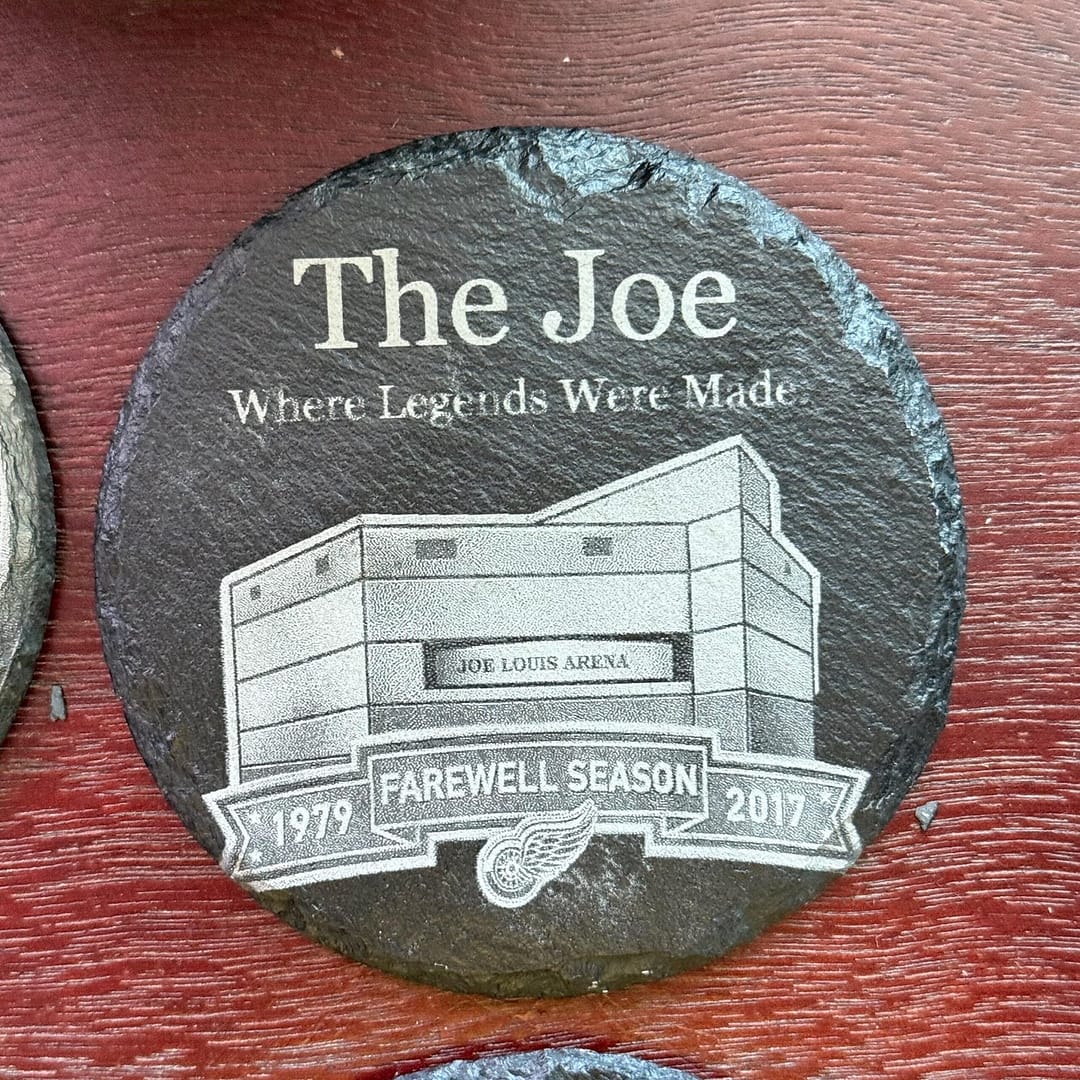 The Joe
Where Legends Were Made.
JOE LOUIS ARENA
FAREWELL SEASON
1979 2017